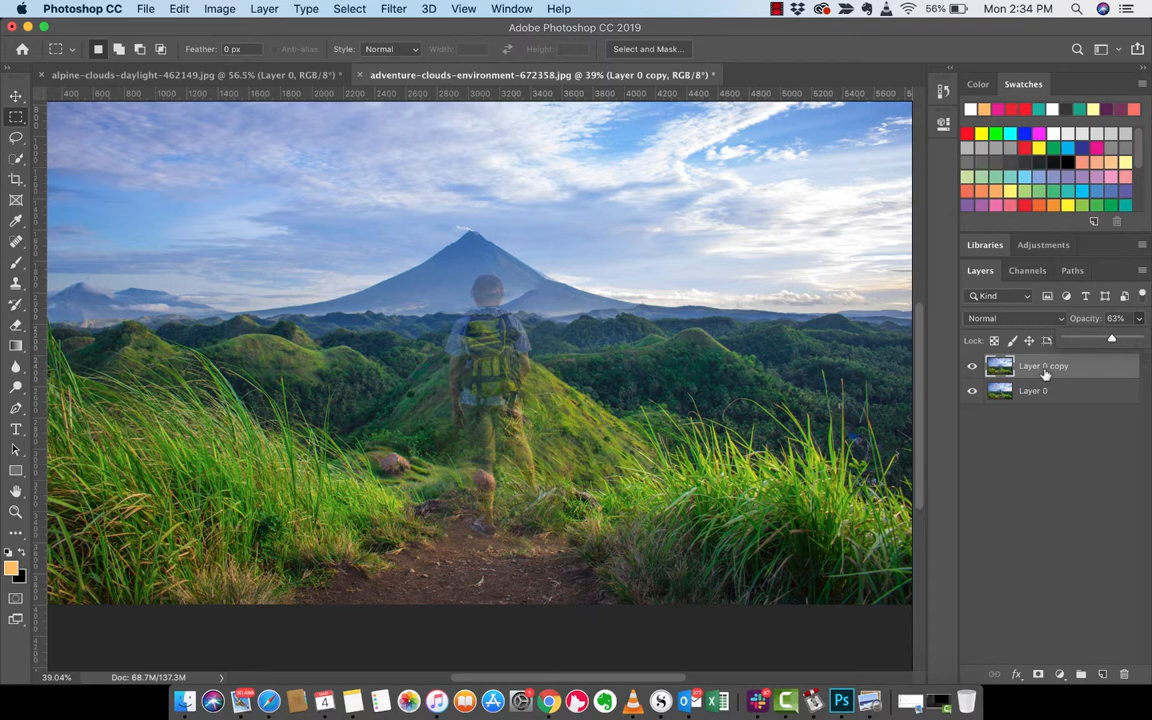 Photoshop CC File Edit Image Layer Type Select Filter 3D View Window Help 56% Mon 2:34 PM
Adobe Photoshop CC 2019
Feather: 0 px Anti-alias Style: Normal Width: Height: Select and Mask...
alpine-clouds-daylight-462149.jpg @ 56.5% (Layer 0, RGB/8*) * adventure-clouds-environment-672358.jpg @ 39% (Layer 0 copy, RGB/8*) *
Color Swatches
400 600 800 1000 1200 1400 1600 1800 2000 2200 2400 2600 2800 3000 3200 3400 3600 3800 4000 4200 4400 4600 4800 5000 5200 5400 5600
Libraries Adjustments
Layers Channels Paths
Kind
Normal Opacity: 63%
Lock:
Layer 0 copy
Layer 0
39.04% Doc: 68.7M/137.3M
Ps